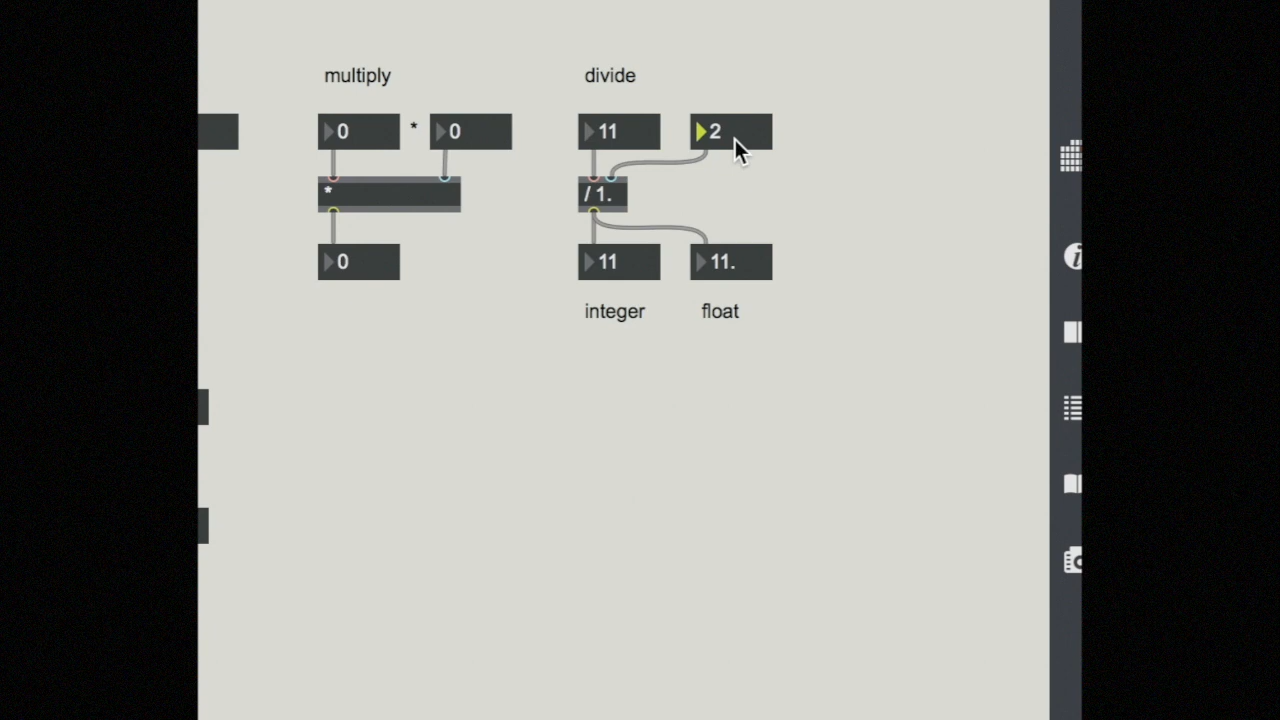 multiply
0 * 0
*
0
divide
11 2
/ 1.
11 11.
integer float